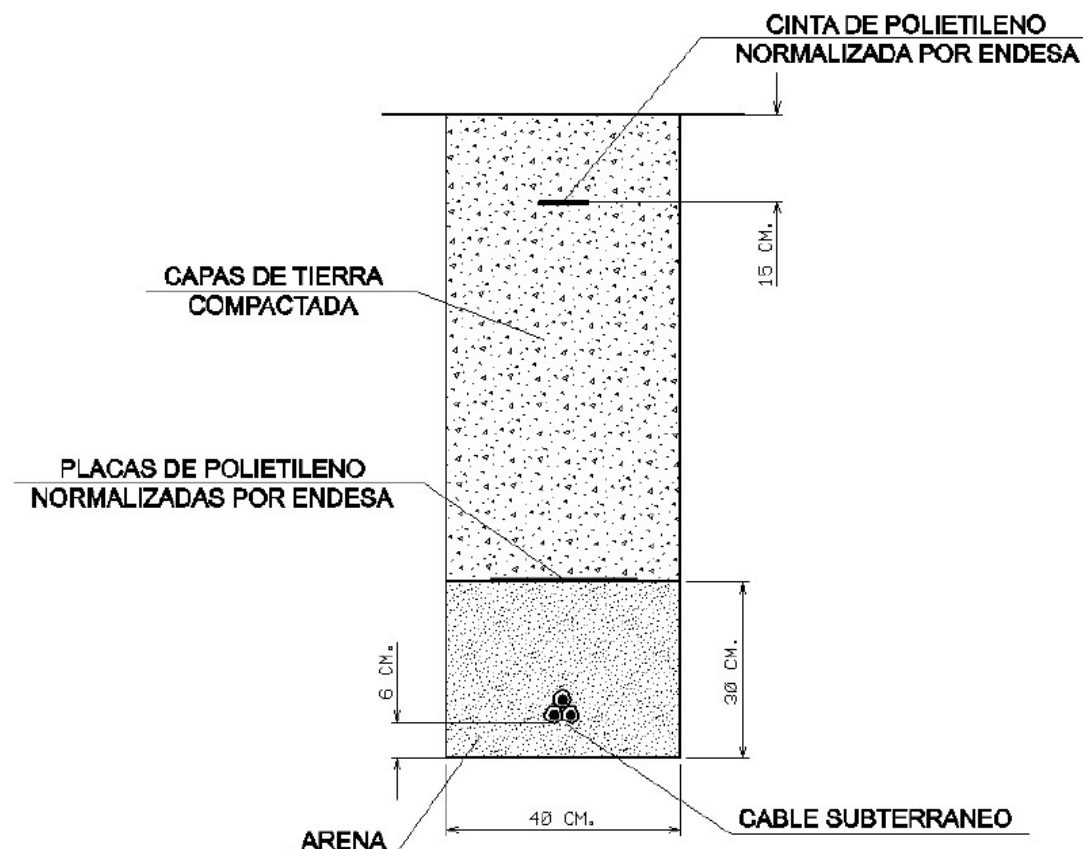 CINTA DE POLIETILENO
NORMALIZADA POR ENDESA
15 CM.
CAPAS DE TIERRA
COMPACTADA
PLACAS DE POLIETILENO
NORMALIZADAS POR ENDESA
6 CM.
30 CM.
40 CM.
CABLE SUBTERRANEO
ARENA